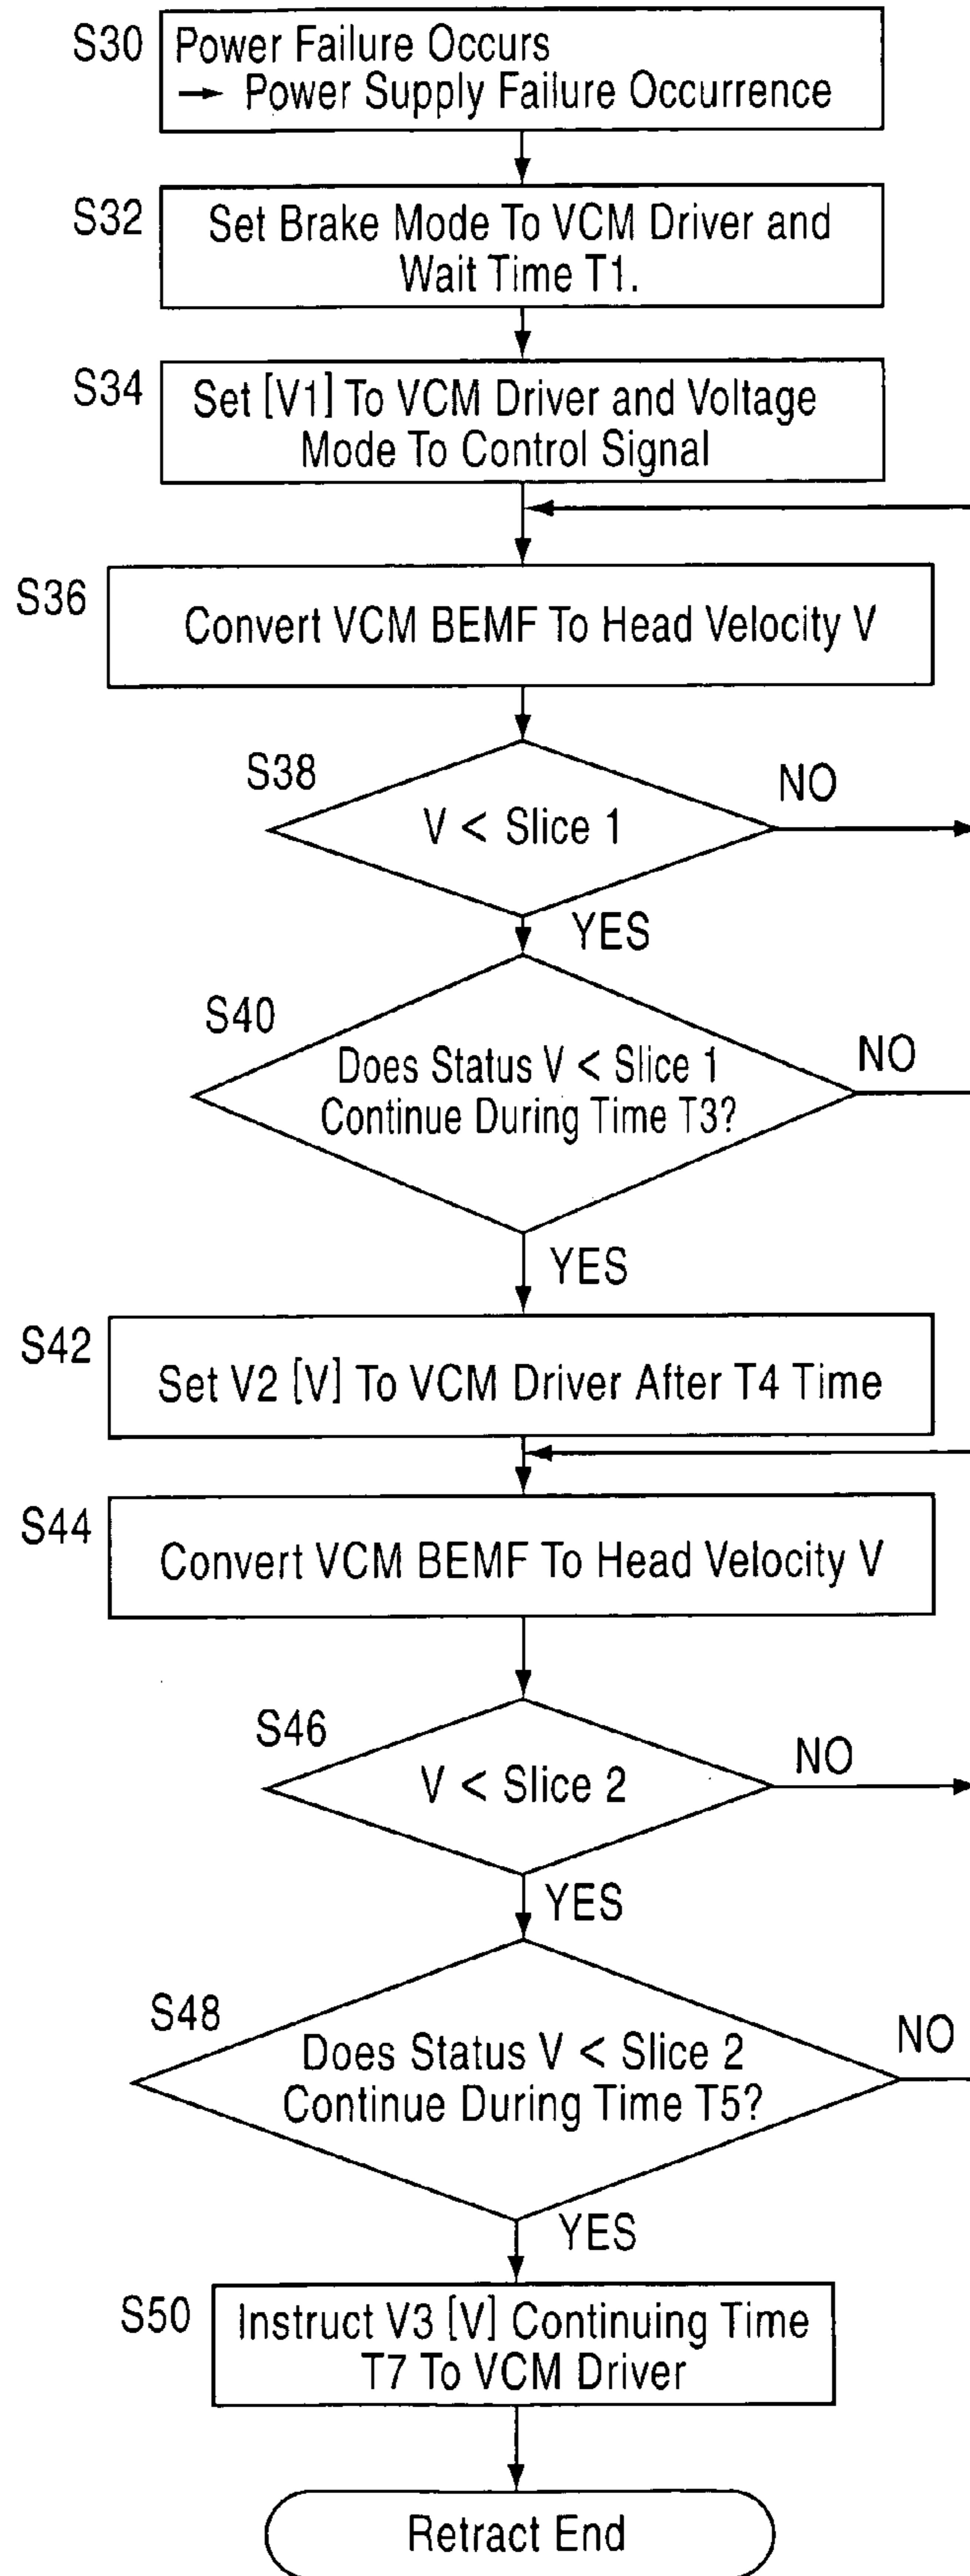 S30
Power Failure Occurs
→ Power Supply Failure Occurrence
S32
Set Brake Mode To VCM Driver and
Wait Time T1.
S34
Set [V1] To VCM Driver and Voltage
Mode To Control Signal
S36
Convert VCM BEMF To Head Velocity V
S38
V < Slice 1
NO
YES
S40
Does Status V < Slice 1
Continue During Time T3?
NO
YES
S42
Set V2 [V] To VCM Driver After T4 Time
S44
Convert VCM BEMF To Head Velocity V
S46
V < Slice 2
NO
YES
S48
Does Status V < Slice 2
Continue During Time T5?
NO
YES
S50
Instruct V3 [V] Continuing Time
T7 To VCM Driver
Retract End